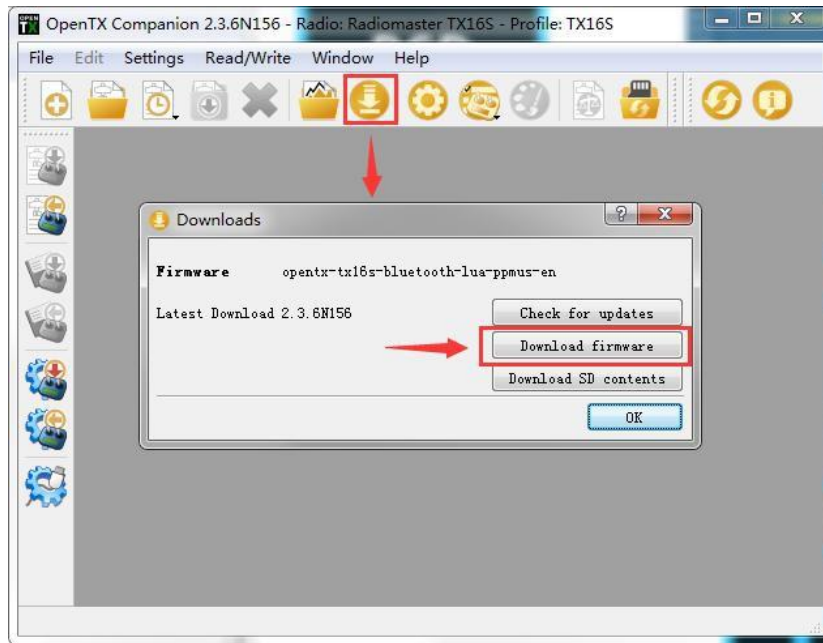 OpenTX Companion 2.3.6N156 - Radio: Radiomaster TX16S - Profile: TX16S
File Edit Settings Read/Write Window Help
Downloads
Firmware opentx-tx16s-bluetooth-lua-ppmus-en
Latest Download 2.3.6N156 Check for updates
Download firmware
Download SD contents
OK